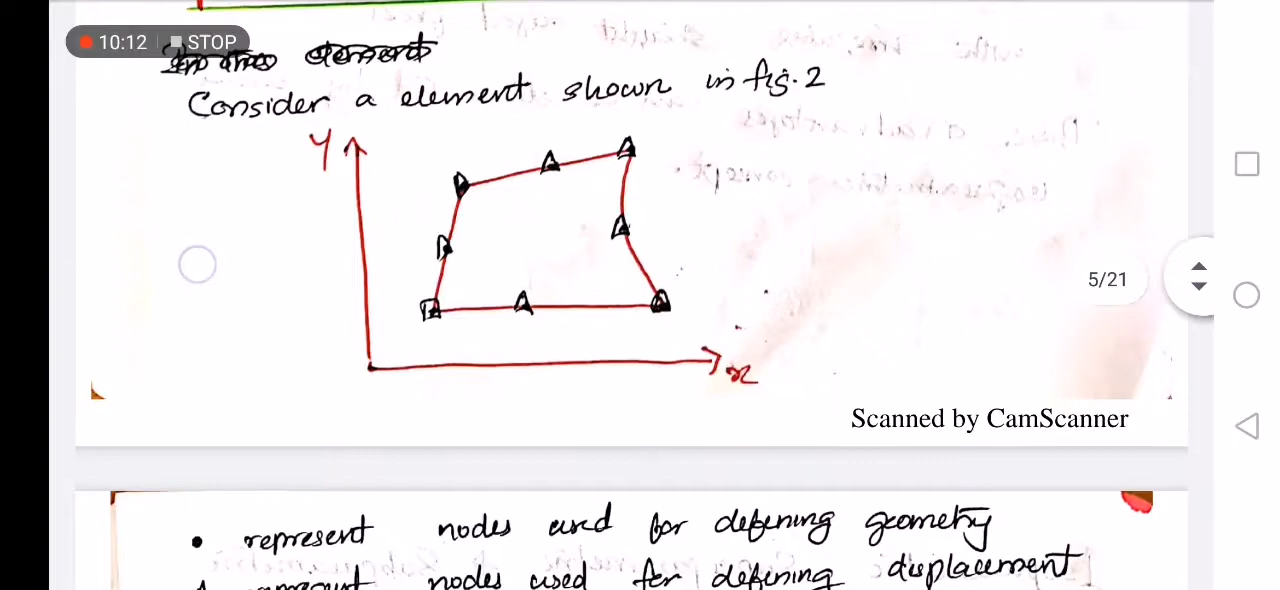 10:12 STOP
Consider a element shown in fig. 2
Y
5/21
x
Scanned by CamScanner
• represent nodes used for defining geometry
nodes used for defining displacement